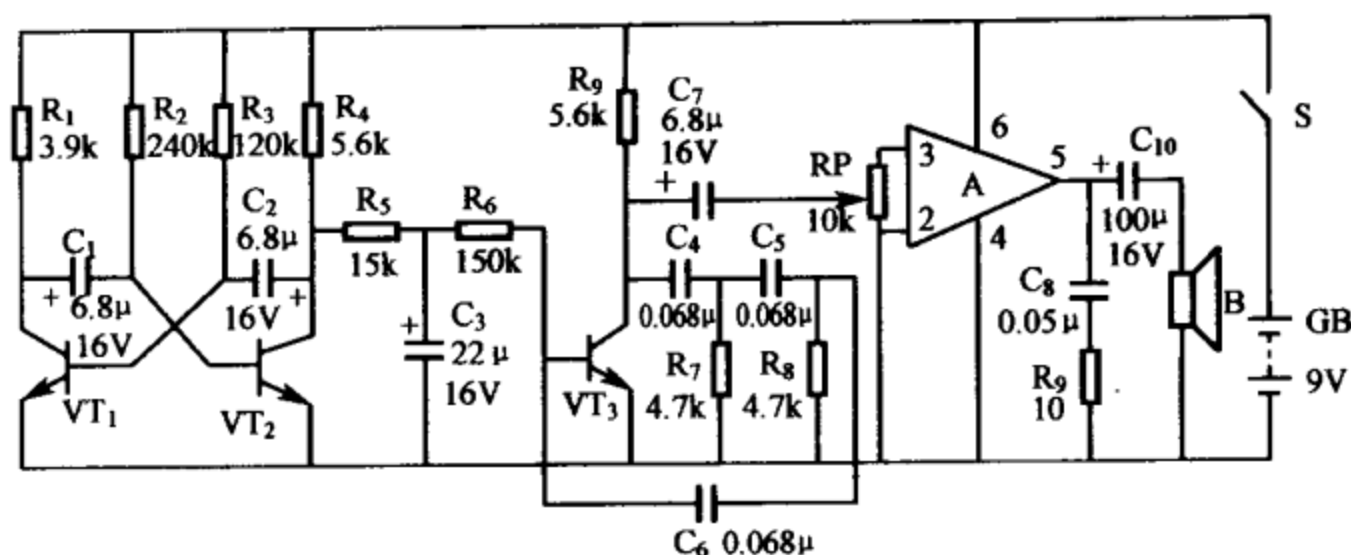 R1
3.9k
R2
240k
R3
120k
R4
5.6k
C1
6.8μ
16V
+
C2
6.8μ
16V
+
VT1
VT2
R5
15k
R6
150k
+
C3
22μ
16V
R9
5.6k
C7
6.8μ
16V
+
C4
0.068μ
C5
0.068μ
VT3
R7
4.7k
R8
4.7k
C6 0.068μ
RP
10k
3
2
A
6
4
5
+
C10
100μ
16V
C8
0.05μ
R9
10
B
S
GB
9V